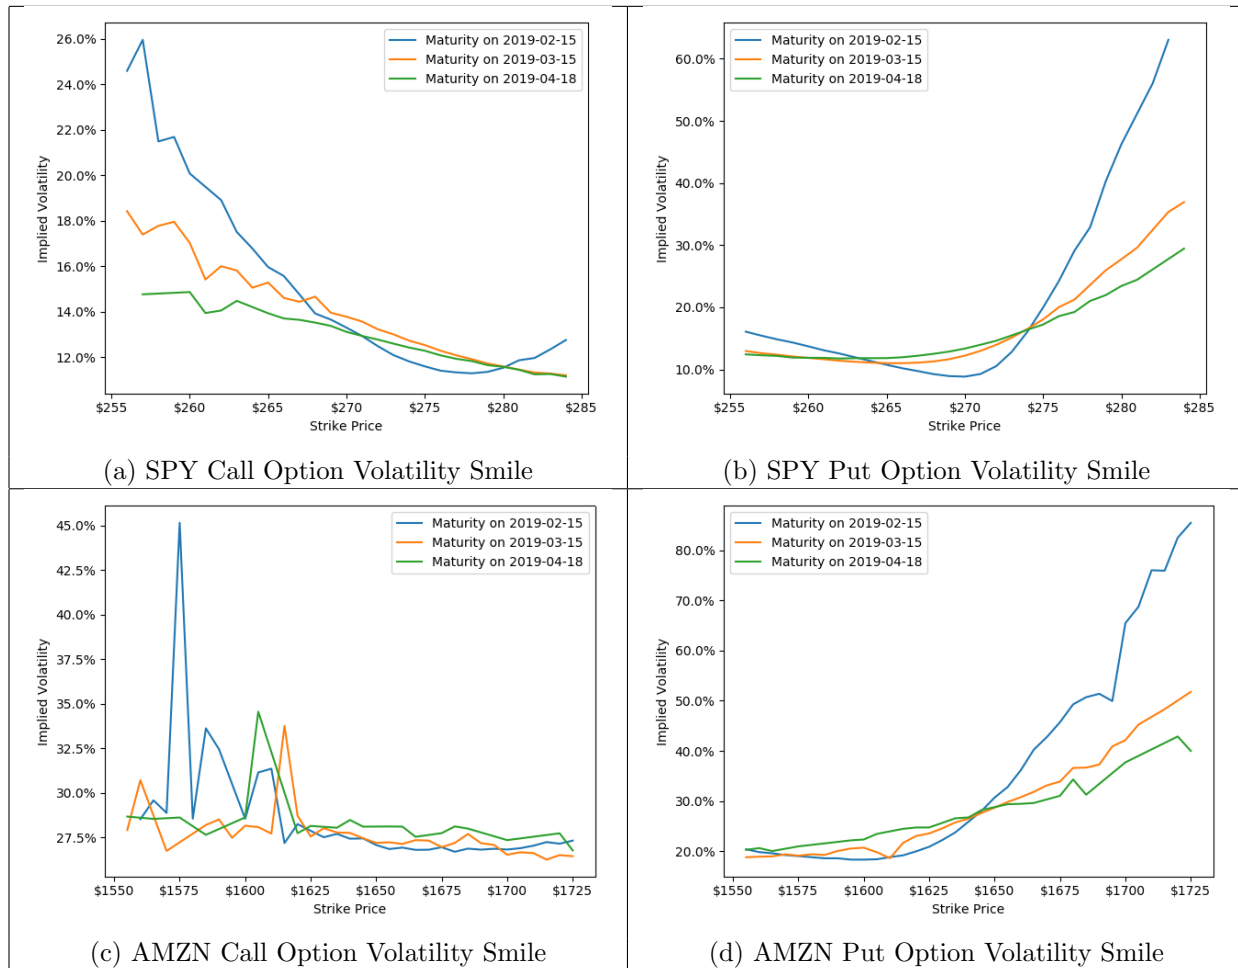 26.0%
24.0%
22.0%
20.0%
18.0%
16.0%
14.0%
12.0%
Implied Volatility
Maturity on 2019-02-15
Maturity on 2019-03-15
Maturity on 2019-04-18
$255 $260 $265 $270 $275 $280 $285
Strike Price
(a) SPY Call Option Volatility Smile
60.0%
50.0%
40.0%
30.0%
20.0%
10.0%
Implied Volatility
Maturity on 2019-02-15
Maturity on 2019-03-15
Maturity on 2019-04-18
$255 $260 $265 $270 $275 $280 $285
Strike Price
(b) SPY Put Option Volatility Smile
45.0%
42.5%
40.0%
37.5%
35.0%
32.5%
30.0%
27.5%
Implied Volatility
Maturity on 2019-02-15
Maturity on 2019-03-15
Maturity on 2019-04-18
$1550 $1575 $1600 $1625 $1650 $1675 $1700 $1725
Strike Price
(c) AMZN Call Option Volatility Smile
80.0%
70.0%
60.0%
50.0%
40.0%
30.0%
20.0%
Implied Volatility
Maturity on 2019-02-15
Maturity on 2019-03-15
Maturity on 2019-04-18
$1550 $1575 $1600 $1625 $1650 $1675 $1700 $1725
Strike Price
(d) AMZN Put Option Volatility Smile